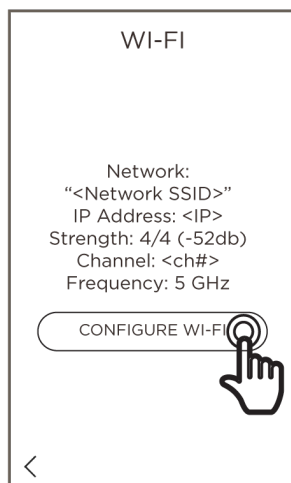 WI-FI
Network:
“<Network SSID>”
IP Address: <IP>
Strength: 4/4 (-52db)
Channel: <ch#>
Frequency: 5 GHz
CONFIGURE WI-FI